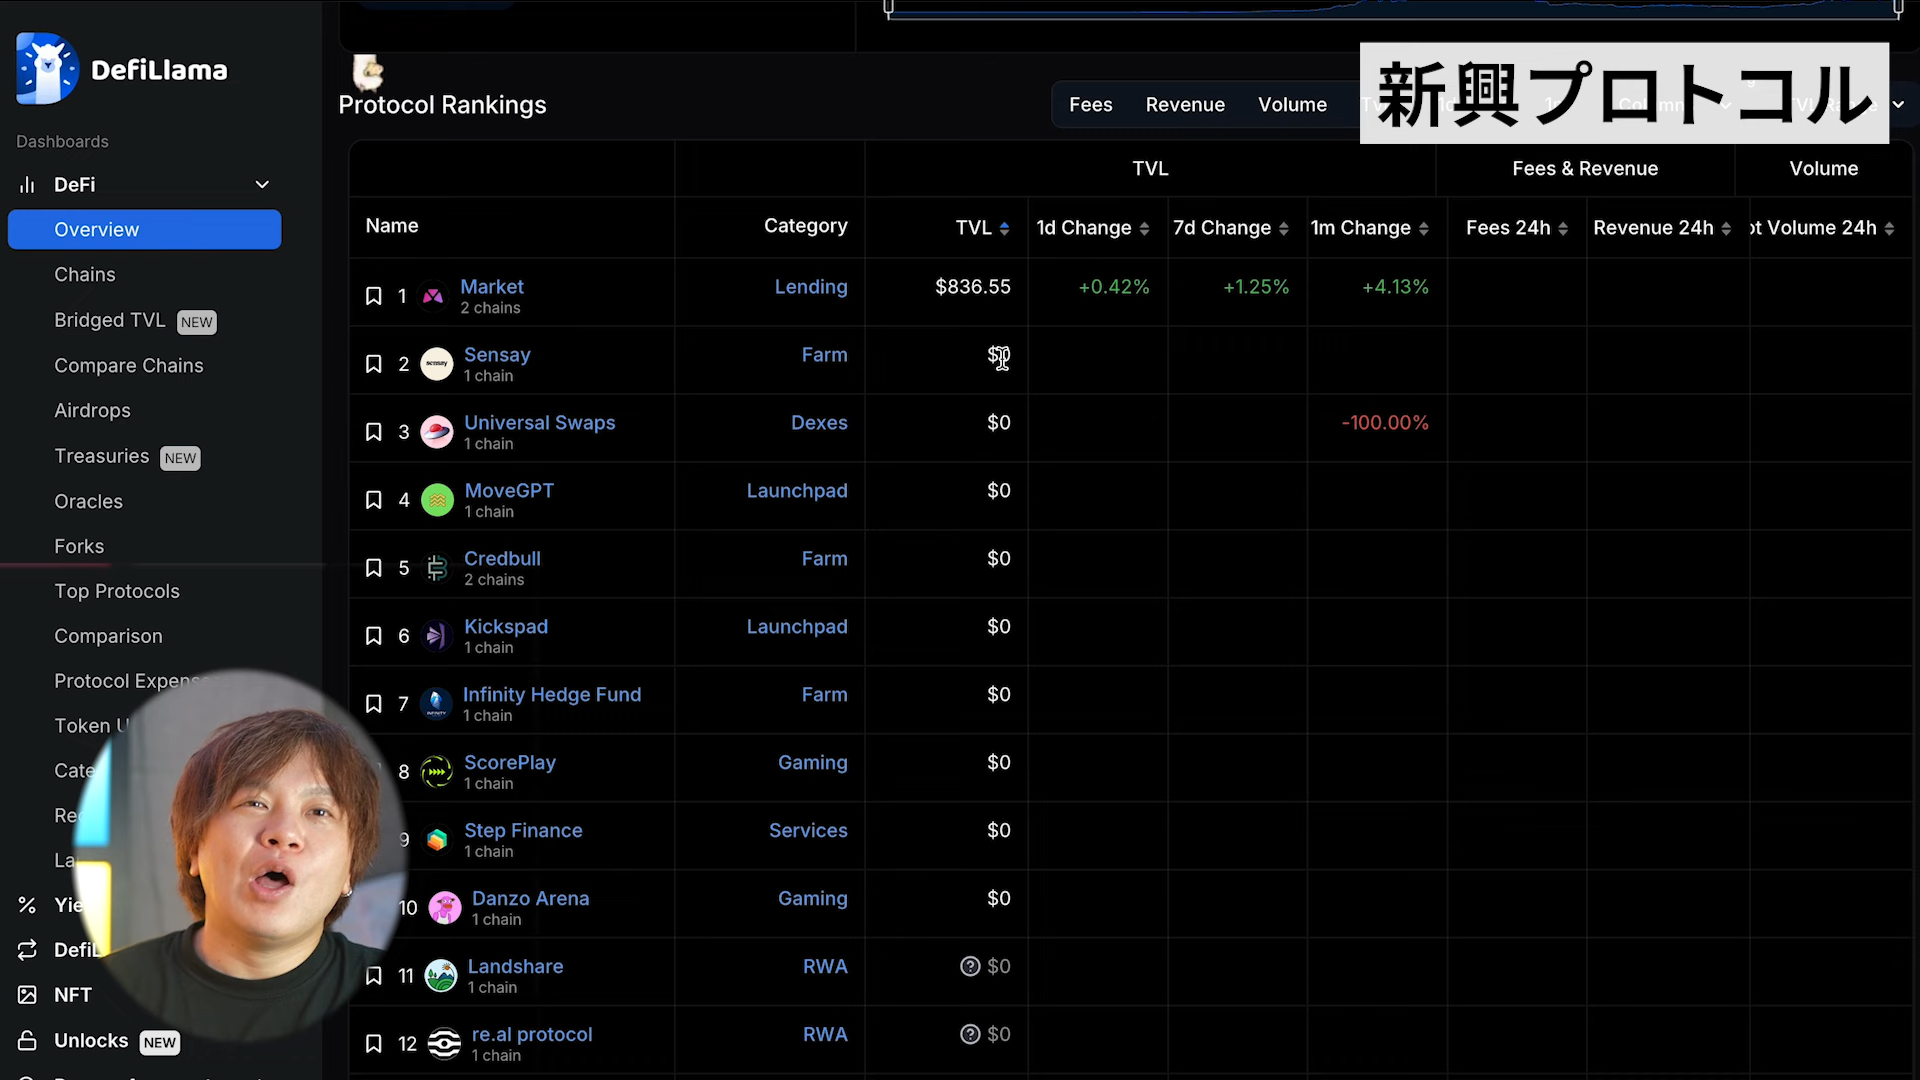 DefiLlama
Dashboards
DeFi
Overview
Chains
Bridged TVL NEW
Compare Chains
Airdrops
Treasuries NEW
Oracles
Forks
Top Protocols
Comparison
Protocol
Token
NFT
Unlocks NEW
新興プロトコル
Protocol Rankings
Fees Revenue Volume
TVL Fees & Revenue Volume
Name Category TVL 1d Change 7d Change 1m Change Fees 24h Revenue 24h Volume 24h
1 Market Lending $836.55 +0.42% +1.25% +4.13%
2 chains
2 sensay Sensay Farm $0
1 chain
3 Universal Swaps Dexes $0 -100.00%
1 chain
4 MoveGPT Launchpad $0
1 chain
5 Credbull Farm $0
2 chains
6 Kickspad Launchpad $0
1 chain
7 Infinity Hedge Fund Farm $0
1 chain
8 ScorePlay Gaming $0
1 chain
9 Step Finance Services $0
1 chain
10 Danzo Arena Gaming $0
1 chain
11 Landshare RWA ? $0
1 chain
12 re.al protocol RWA ? $0
1 chain